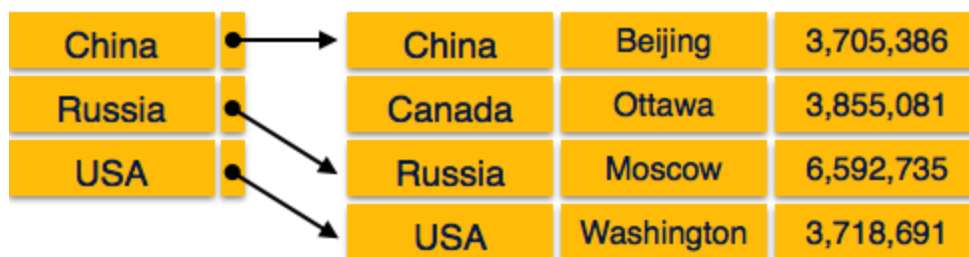 China China Beijing 3,705,386
Russia Canada Ottawa 3,855,081
USA Russia Moscow 6,592,735
USA Washington 3,718,691